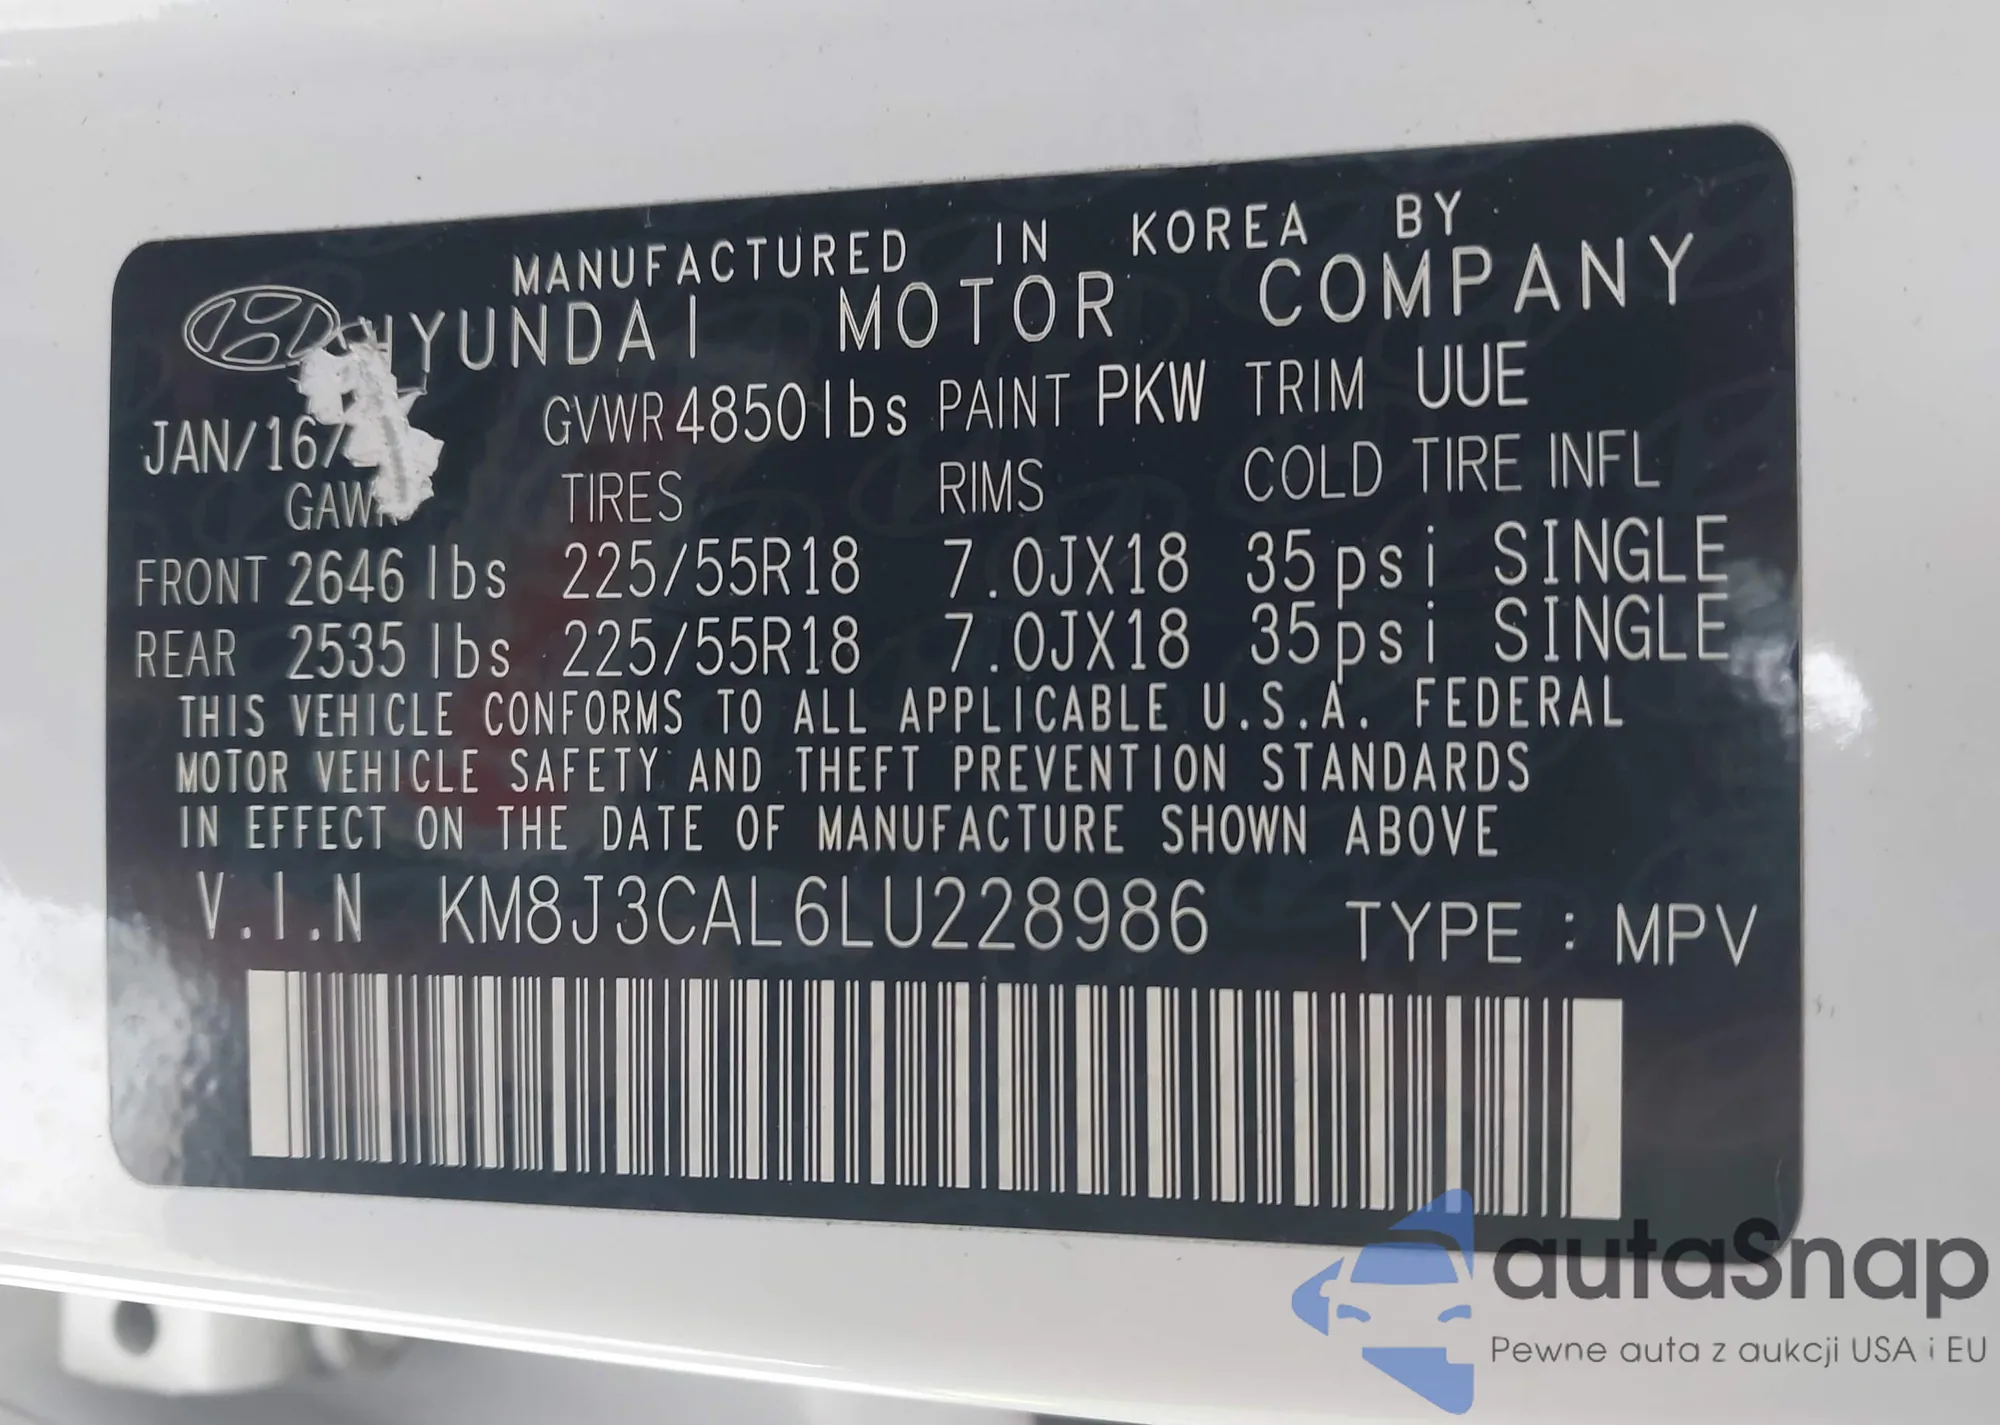 MANUFACTURED IN KOREA BY
HYUNDAI MOTOR COMPANY
JAN/16/ GVWR 4850lbs PAINT PKW TRIM UUE
GAWR TIRES RIMS COLD TIRE INFL
FRONT 2646 lbs 225/55R18 7.0JX18 35psi SINGLE
REAR 2535 lbs 225/55R18 7.0JX18 35psi SINGLE
THIS VEHICLE CONFORMS TO ALL APPLICABLE U.S.A. FEDERAL
MOTOR VEHICLE SAFETY AND THEFT PREVENTION STANDARDS
IN EFFECT ON THE DATE OF MANUFACTURE SHOWN ABOVE
V.I.N KM8J3CAL6LU228986 TYPE : MPV
autaSnap
Pewne auta z aukcji USA i EU